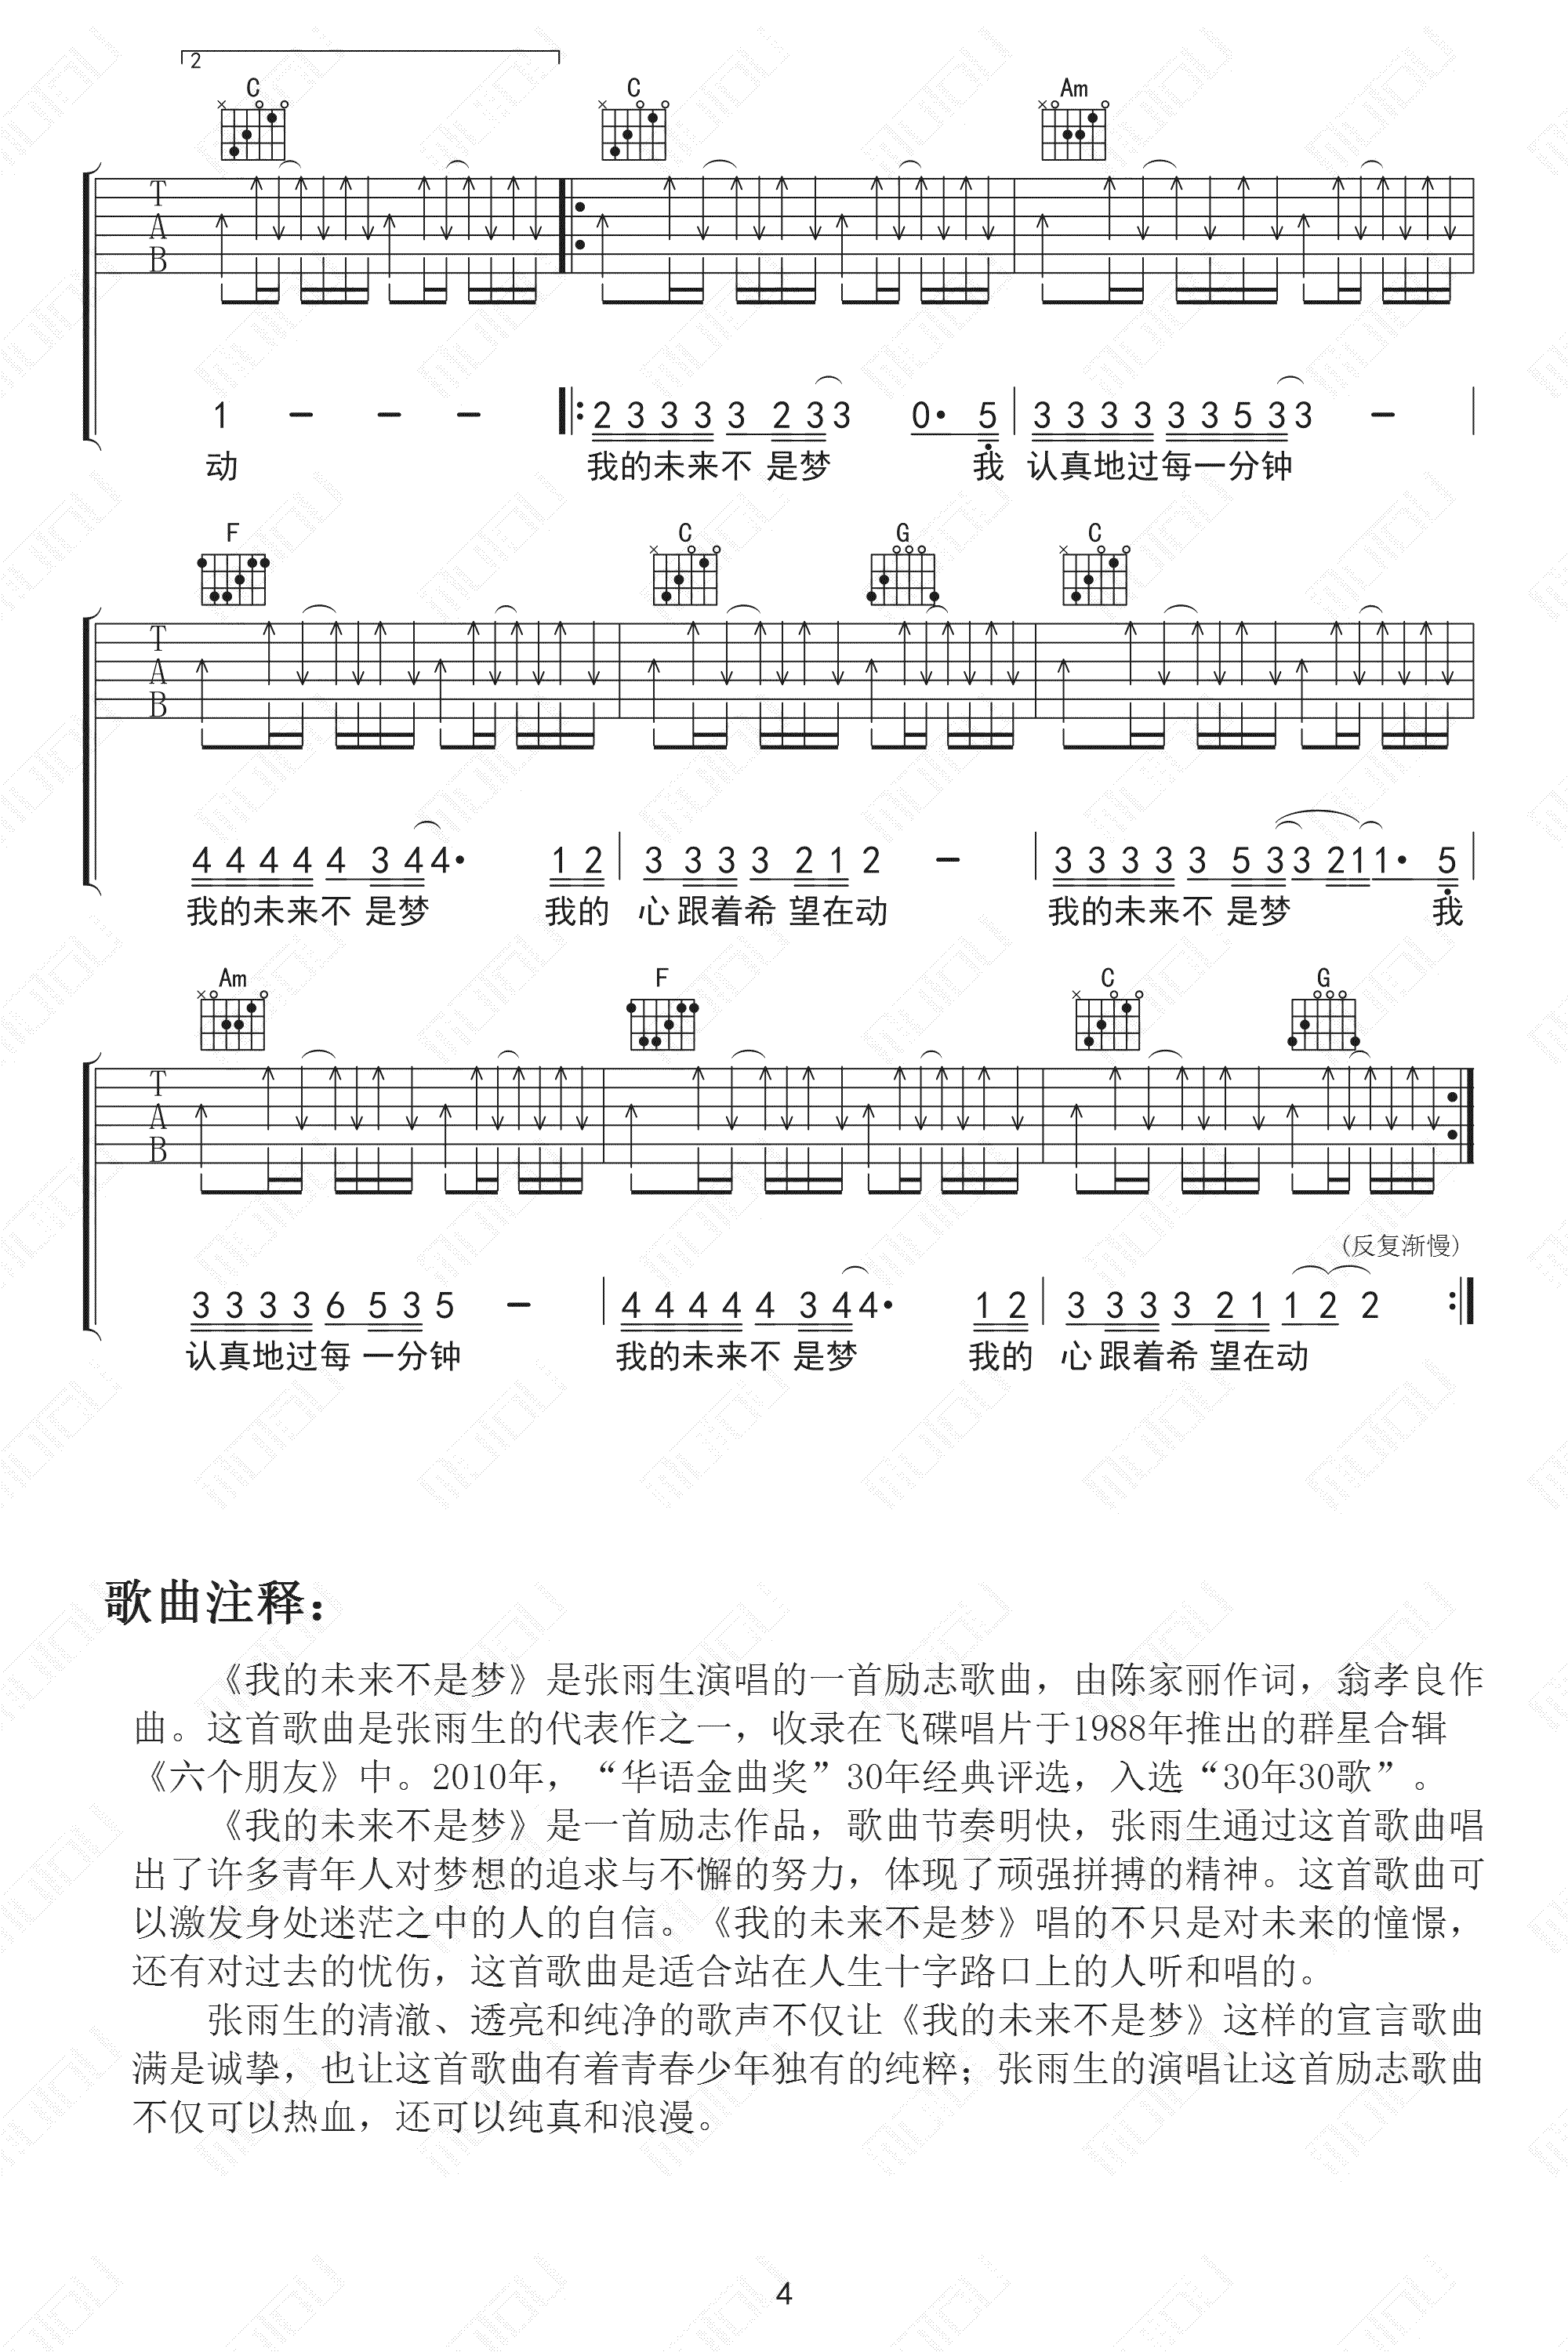 2
C C Am
× × ×
T
A
B
1 － － － 2 3 3 3 3 2 3 3 0· 5 3 3 3 3 3 3 5 3 3 －
动 我的未来不 是梦 我 认真地过每一分钟
F C G C
× ×
T
A
B
4 4 4 4 4 3 4 4· 1 2 3 3 3 3 2 1 2 － 3 3 3 3 3 5 3 3 2 1 1· 5
我的未来不 是梦 我的 心 跟着希 望在动 我的未来不 是梦 我
Am F C G
× ×
T
A
B
(反复渐慢)
3 3 3 3 6 5 3 5 － 4 4 4 4 4 3 4 4· 1 2 3 3 3 3 2 1 1 2 2
认真地过每 一分钟 我的未来不 是梦 我的 心 跟着希 望在动
歌曲注释：
《我的未来不是梦》是张雨生演唱的一首励志歌曲，由陈家丽作词，翁孝良作
曲。这首歌曲是张雨生的代表作之一，收录在飞碟唱片于1988年推出的群星合辑
《六个朋友》中。2010年，“华语金曲奖”30年经典评选，入选“30年30歌”。
《我的未来不是梦》是一首励志作品，歌曲节奏明快，张雨生通过这首歌曲唱
出了许多青年人对梦想的追求与不懈的努力，体现了顽强拼搏的精神。这首歌曲可
以激发身处迷茫之中的人的自信。《我的未来不是梦》唱的不只是对未来的憧憬，
还有对过去的忧伤，这首歌曲是适合站在人生十字路口上的人听和唱的。
张雨生的清澈、透亮和纯净的歌声不仅让《我的未来不是梦》这样的宣言歌曲
满是诚挚，也让这首歌曲有着青春少年独有的纯粹；张雨生的演唱让这首励志歌曲
不仅可以热血，还可以纯真和浪漫。
4